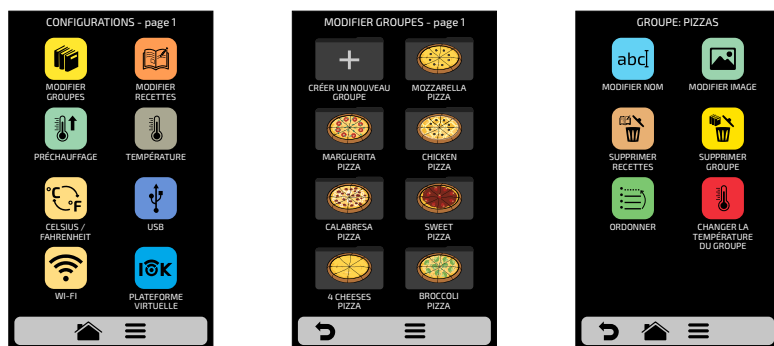 CONFIGURATIONS - page 1
MODIFIER
GROUPES
MODIFIER
RECETTES
PRÉCHAUFFAGE
TEMPÉRATURE
°C
°F
CELSIUS /
FAHRENHEIT
USB
WI-FI
IOK
PLATEFORME
VIRTUELLE
MODIFIER GROUPES - page 1
CRÉER UN NOUVEAU
GROUPE
MOZZARELLA
PIZZA
MARGUERITA
PIZZA
CHICKEN
PIZZA
CALABRESA
PIZZA
SWEET
PIZZA
4 CHEESES
PIZZA
BROCCOLI
PIZZA
GROUPE: PIZZAS
abc
MODIFIER NOM
MODIFIER IMAGE
SUPPRIMER
RECETTES
SUPPRIMER
GROUPE
ORDONNER
CHANGER LA
TEMPÉRATURE
DU GROUPE